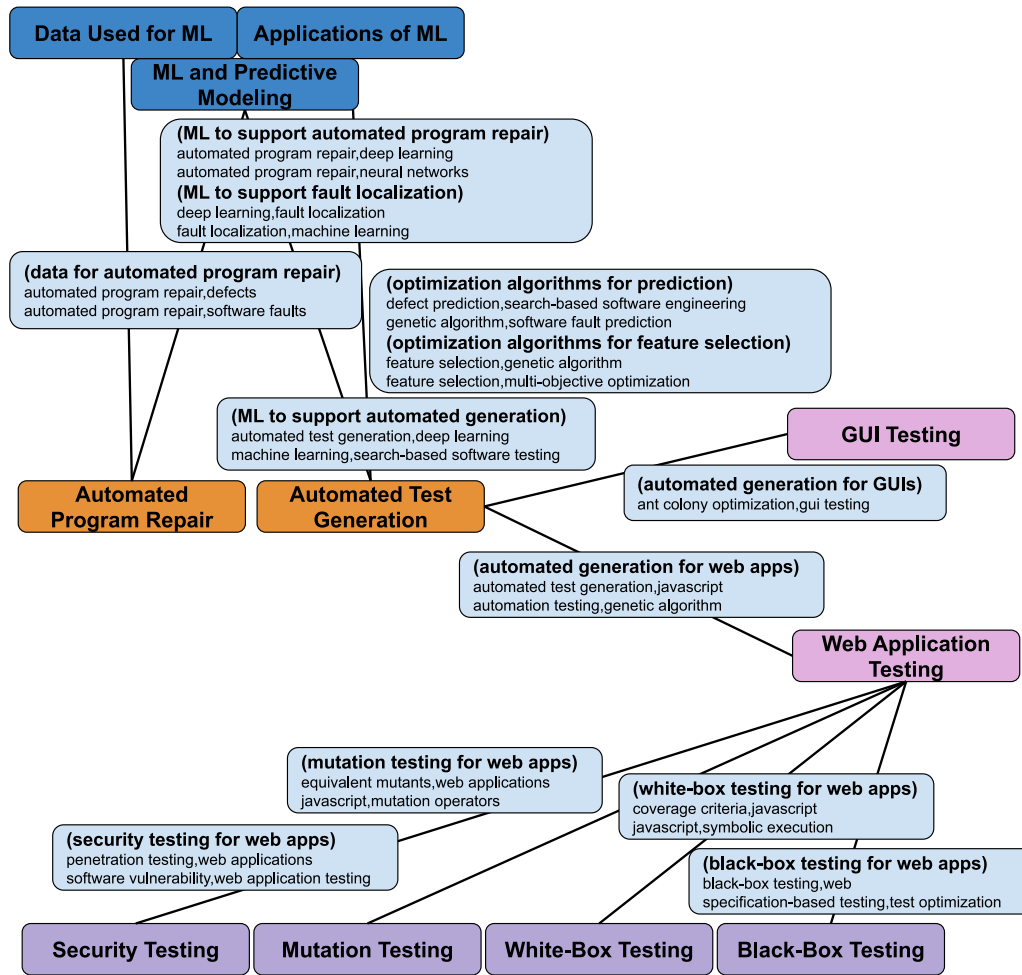 Data Used for ML
Applications of ML
ML and Predictive
Modeling
(ML to support automated program repair)
automated program repair,deep learning
automated program repair,neural networks
(ML to support fault localization)
deep learning,fault localization
fault localization,machine learning
(data for automated program repair)
automated program repair,defects
automated program repair,software faults
(optimization algorithms for prediction)
defect prediction,search-based software engineering
genetic algorithm,software fault prediction
(optimization algorithms for feature selection)
feature selection,genetic algorithm
feature selection,multi-objective optimization
(ML to support automated generation)
automated test generation,deep learning
machine learning,search-based software testing
GUI Testing
(automated generation for GUIs)
ant colony optimization,gui testing
Automated
Program Repair
Automated Test
Generation
(automated generation for web apps)
automated test generation,javascript
automation testing,genetic algorithm
Web Application
Testing
(mutation testing for web apps)
equivalent mutants,web applications
javascript,mutation operators
(white-box testing for web apps)
coverage criteria,javascript
javascript,symbolic execution
(security testing for web apps)
penetration testing,web applications
software vulnerability,web application testing
(black-box testing for web apps)
black-box testing,web
specification-based testing,test optimization
Security Testing
Mutation Testing
White-Box Testing
Black-Box Testing